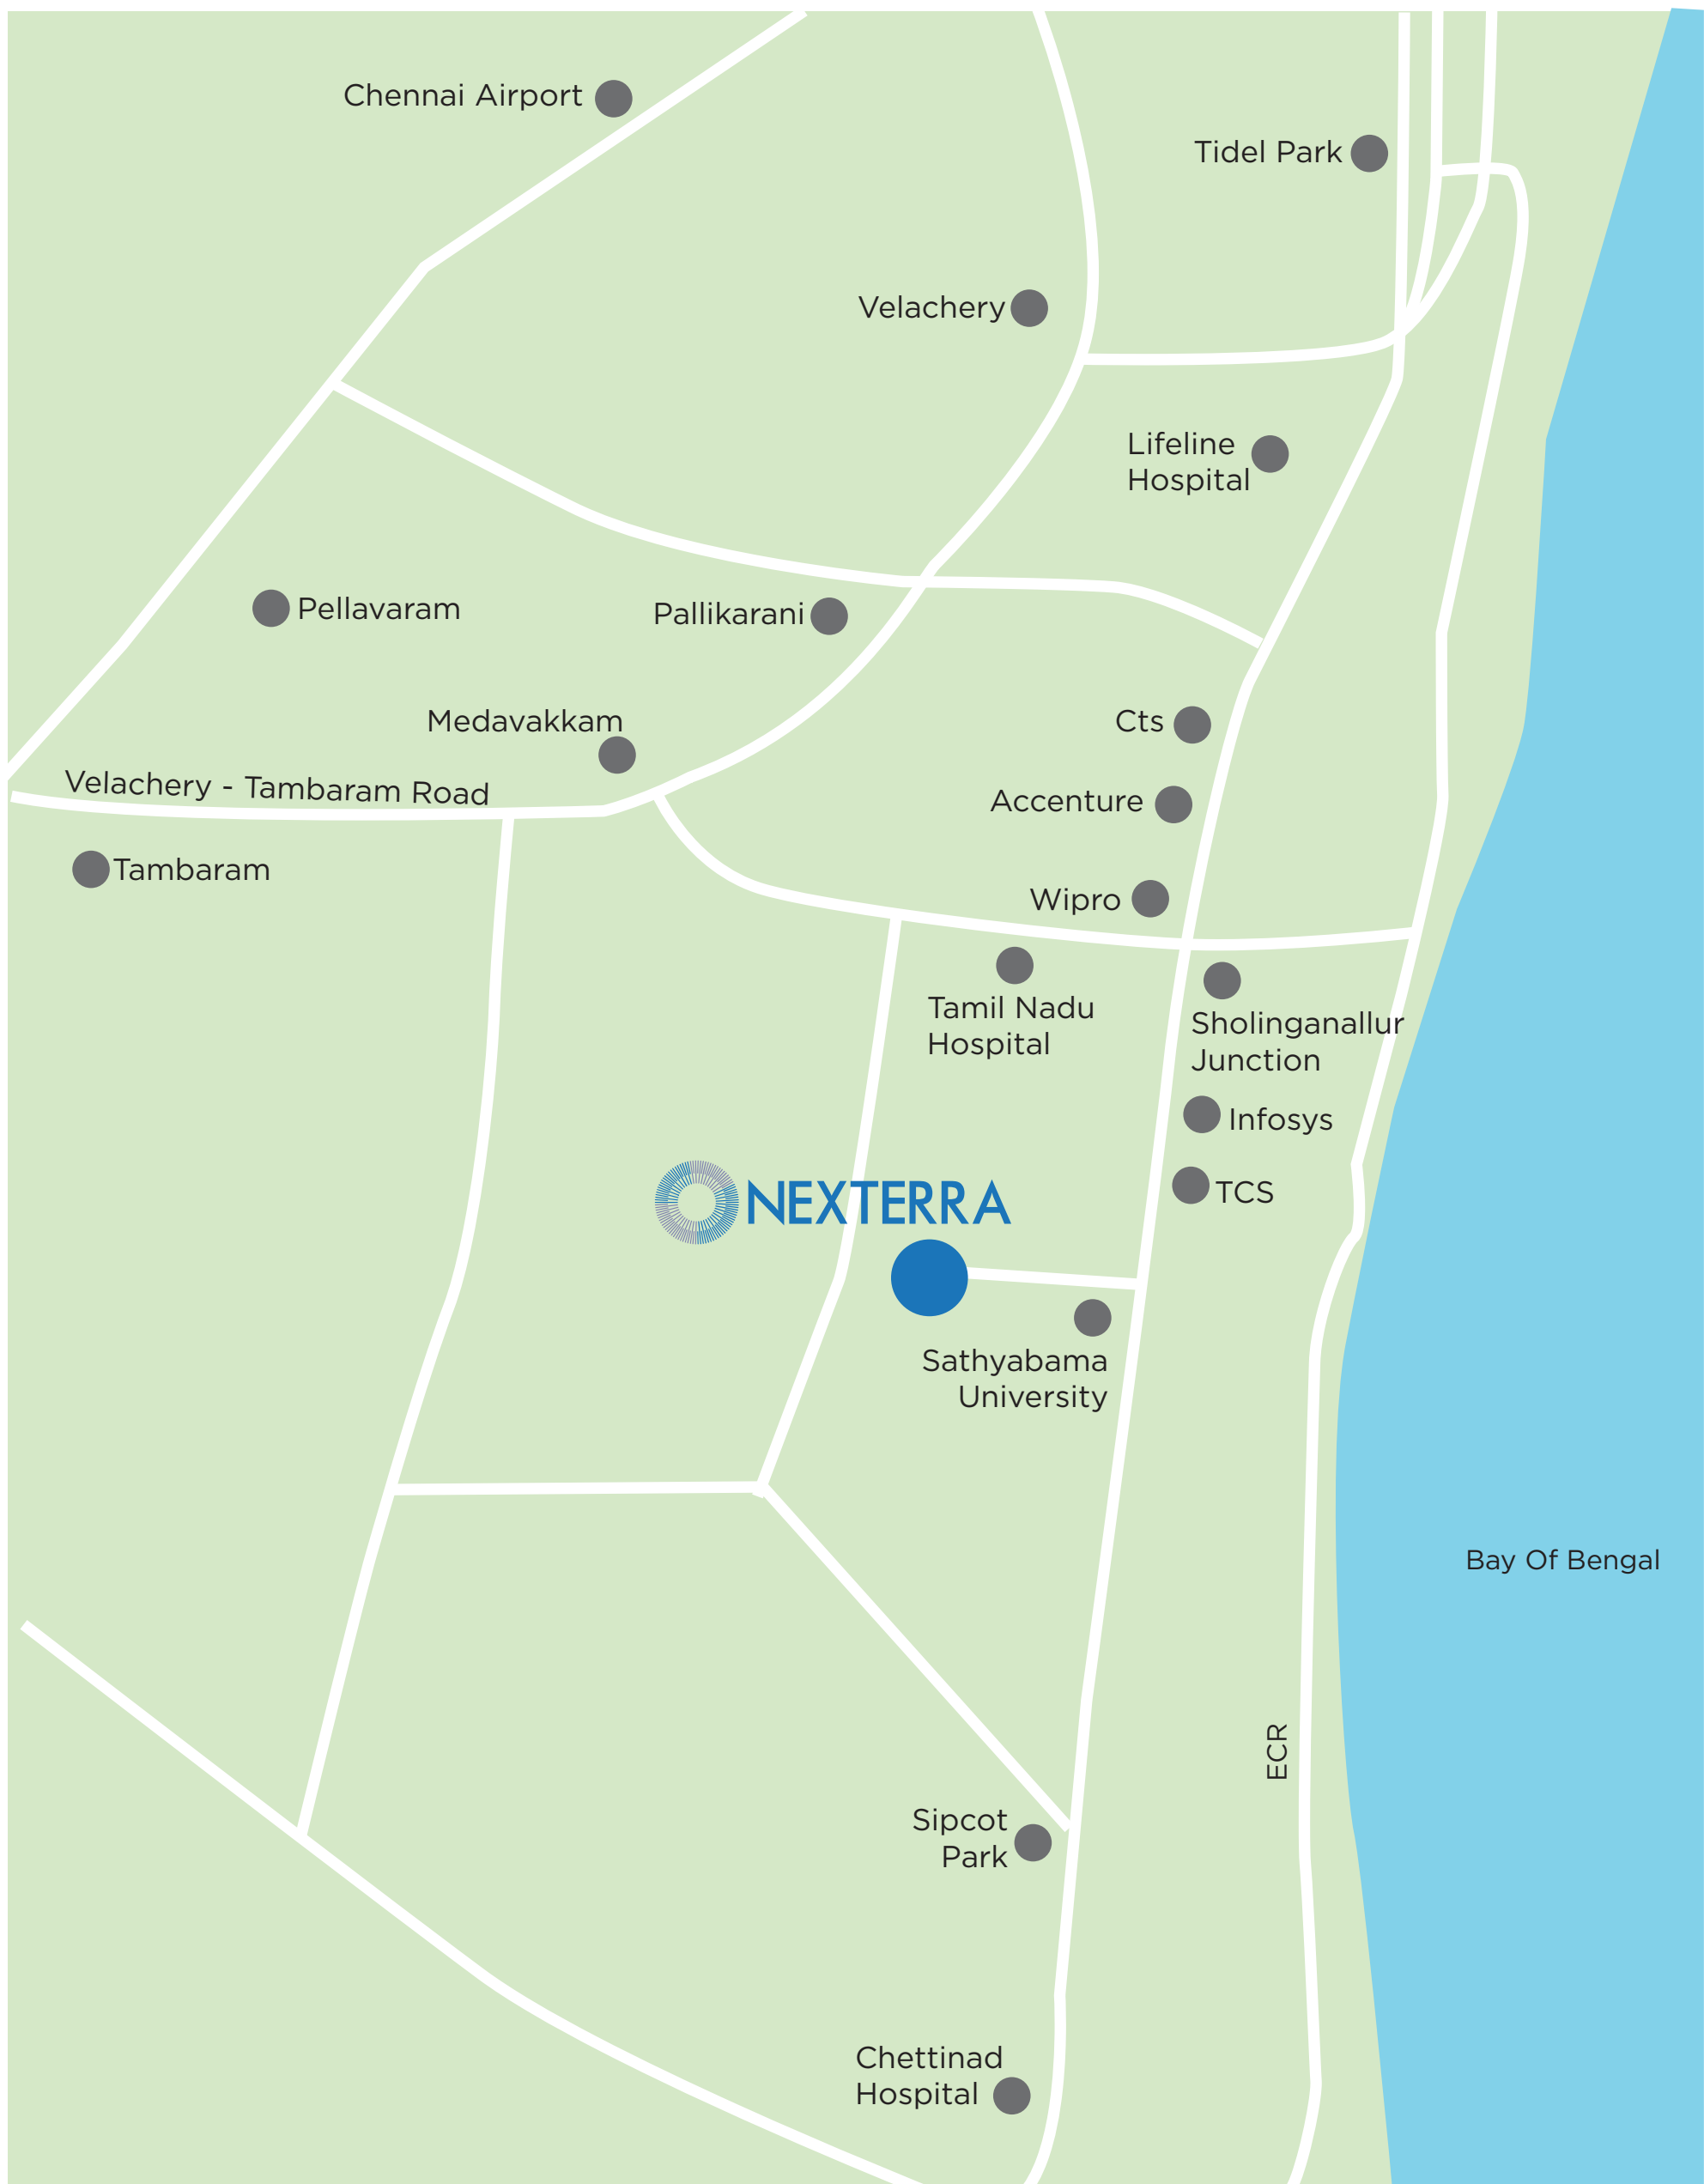 Chennai Airport
Tidel Park
Velachery
Lifeline
Hospital
Pellavaram
Pallikarani
Medavakkam
Cts
Velachery - Tambaram Road
Accenture
Tambaram
Wipro
Tamil Nadu
Hospital
Sholinganallur
Junction
Infosys
TCS
NEXTERRA
Sathyabama
University
Bay Of Bengal
ECR
Sipcot
Park
Chettinad
Hospital